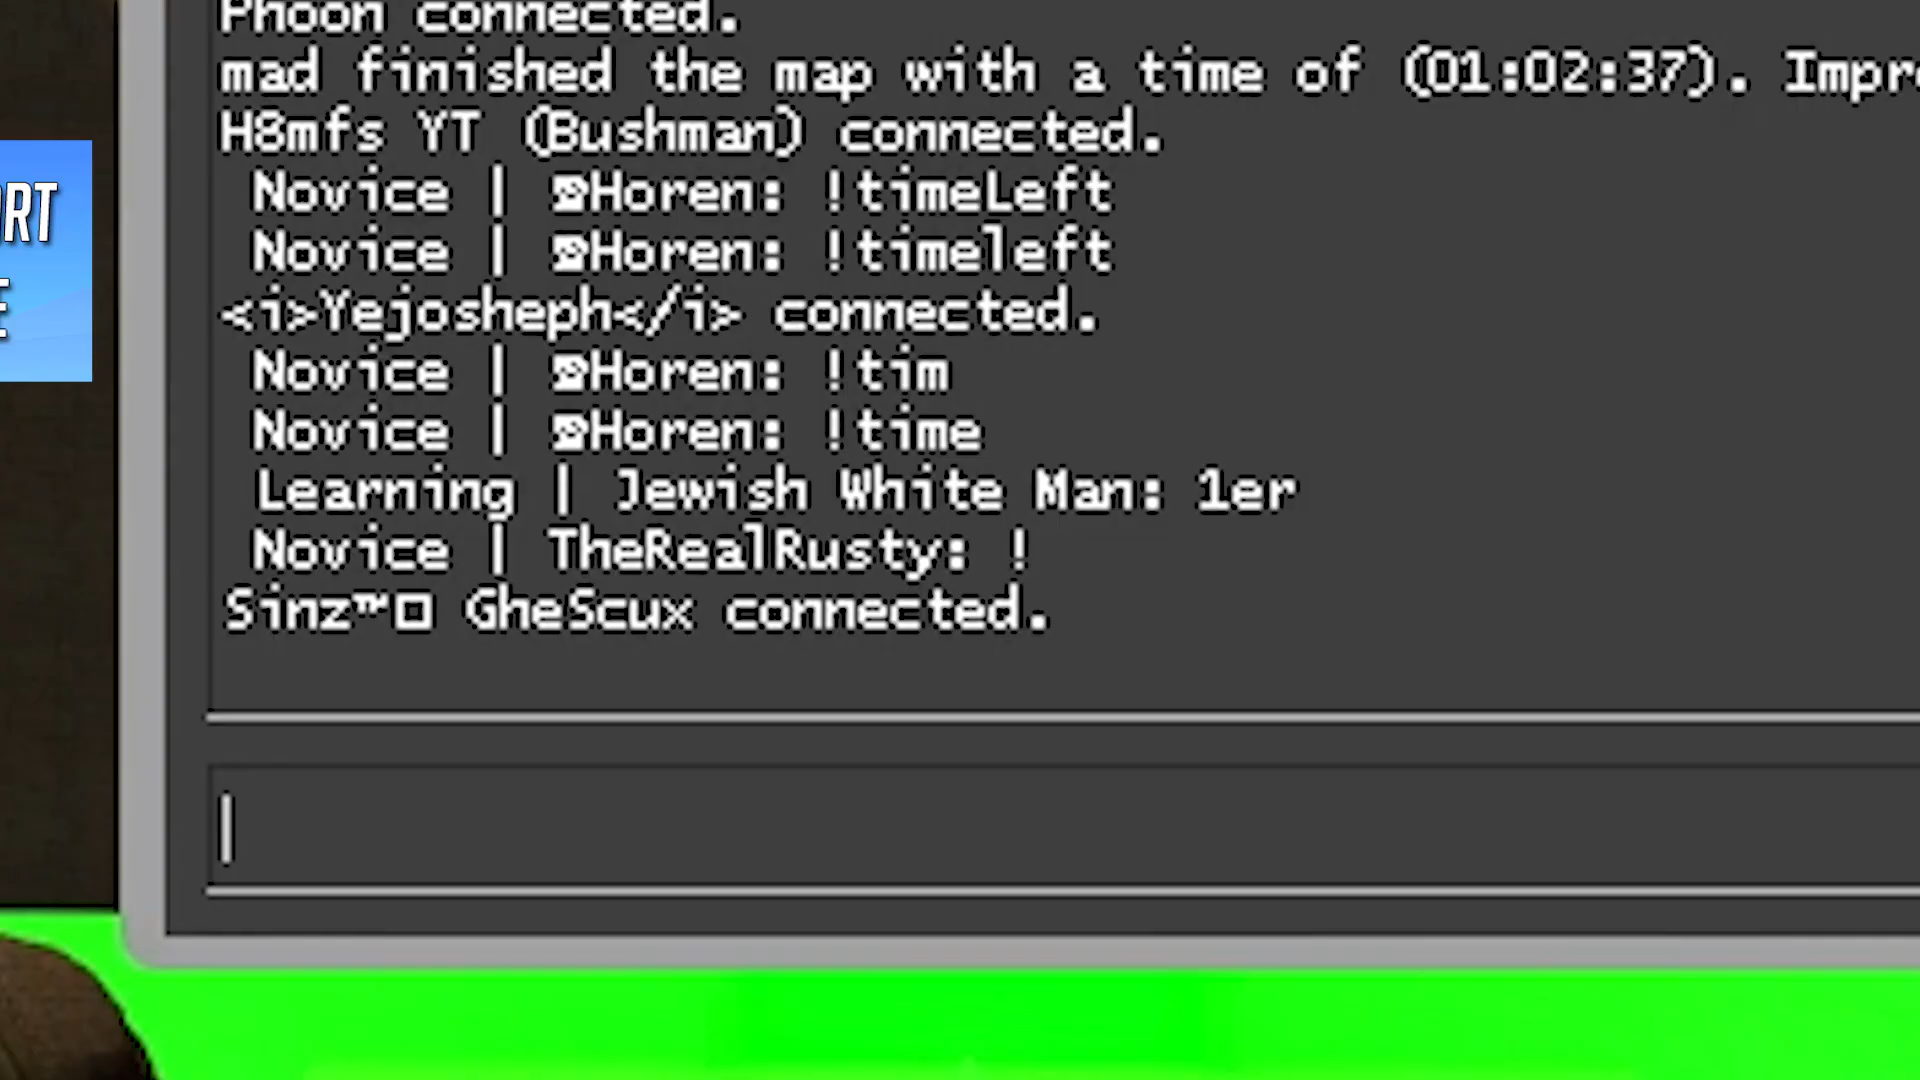 Phoon connected.
mad finished the map with a time of (01:02:37). Impr
H8mfs YT (Bushman) connected.
Novice | ☎Horen: !timeLeft
Novice | ☎Horen: !timeleft
<i>Yejosheph</i> connected.
Novice | ☎Horen: !tim
Novice | ☎Horen: !time
Learning | Jewish White Man: 1er
Novice | TheRealRusty: !
Sinz™□ GheScux connected.
RT
E